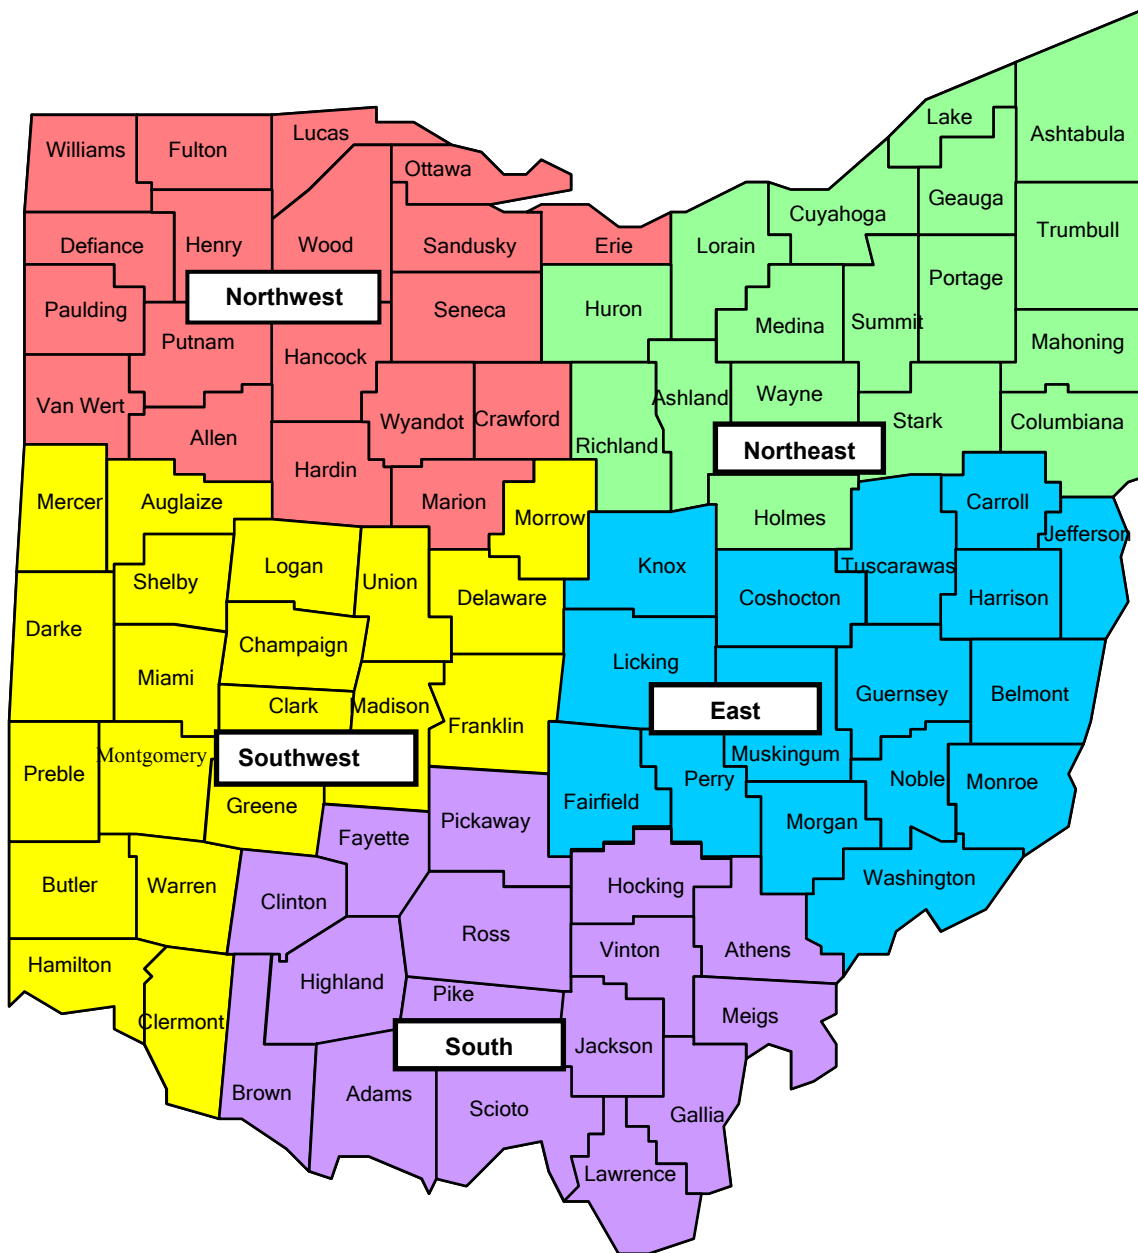 Lake
Ashtabula
Lucas
Williams
Fulton
Ottawa
Geauga
Cuyahoga
Trumbull
Defiance
Henry
Wood
Sandusky
Erie
Lorain
Portage
Northwest
Paulding
Seneca
Huron
Medina
Summit
Putnam
Hancock
Mahoning
Van Wert
Wyandot
Crawford
Ashland
Wayne
Stark
Columbiana
Allen
Richland
Northeast
Hardin
Mercer
Auglaize
Marion
Morrow
Holmes
Carroll
Jefferson
Logan
Knox
Tuscarawas
Shelby
Union
Delaware
Coshocton
Harrison
Darke
Champaign
Licking
Miami
Clark
Madison
Franklin
Guernsey
Belmont
East
Montgomery
Southwest
Muskingum
Preble
Perry
Noble
Monroe
Greene
Fairfield
Pickaway
Morgan
Fayette
Butler
Warren
Hocking
Washington
Clinton
Ross
Vinton
Athens
Hamilton
Highland
Pike
Clermont
Meigs
South
Jackson
Brown
Adams
Scioto
Gallia
Lawrence